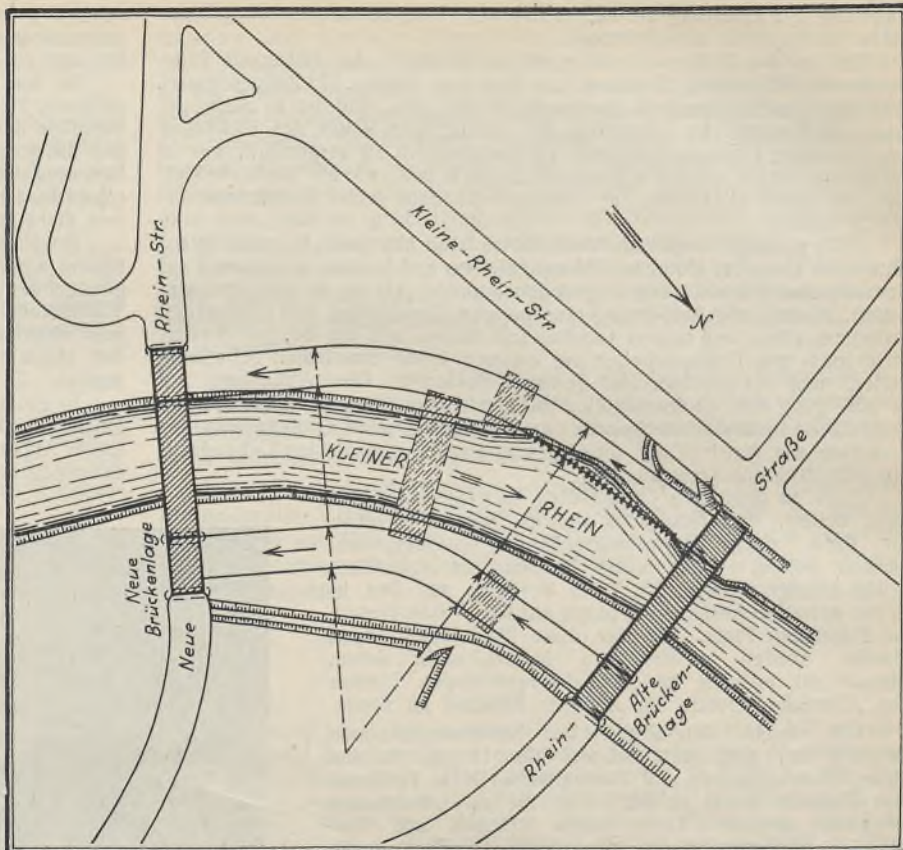 Kleine-Rhein-Str.
N
Rhein-Str.
Straße
KLEINER
RHEIN
Neue
Brückenlage
Neue
Alte
Brücken-
lage
Rhein-